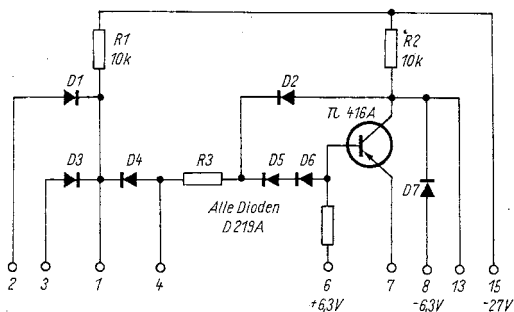 R1
10k
R2
10k
D1
D2
П 416A
D3
D4
R3
D5
D6
D7
Alle Dioden
D219A
2
3
1
4
6
+6,3V
7
8
-6,3V
13
15
-27V